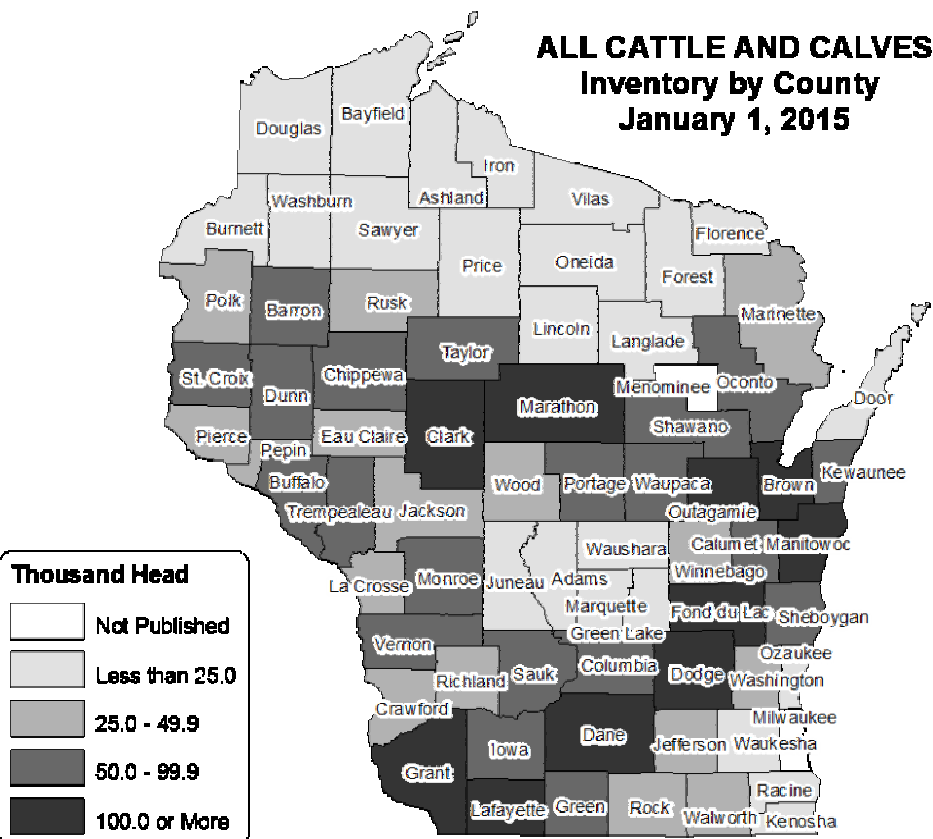 ALL CATTLE AND CALVES
Inventory by County
January 1, 2015
Douglas
Bayfield
Iron
Ashland
Vilas
Washburn
Burnett
Sawyer
Florence
Price
Oneida
Forest
Polk
Barron
Rusk
Marinette
Lincoln
Langlade
Taylor
St. Croix
Chippewa
Dunn
Menominee
Oconto
Door
Marathon
Pierce
Eau Claire
Clark
Shawano
Pepin
Buffalo
Wood
Portage
Waupaca
Brown
Kewaunee
Trempealeau
Jackson
Outagamie
Waushara
Calumet
Manitowoc
La Crosse
Monroe
Juneau
Adams
Winnebago
Marquette
Fond du Lac
Sheboygan
Green Lake
Vernon
Columbia
Ozaukee
Richland
Sauk
Dodge
Washington
Crawford
Milwaukee
Iowa
Dane
Jefferson
Waukesha
Grant
Lafayette
Green
Rock
Walworth
Racine
Kenosha
Thousand Head
Not Published
Less than 25.0
25.0 - 49.9
50.0 - 99.9
100.0 or More